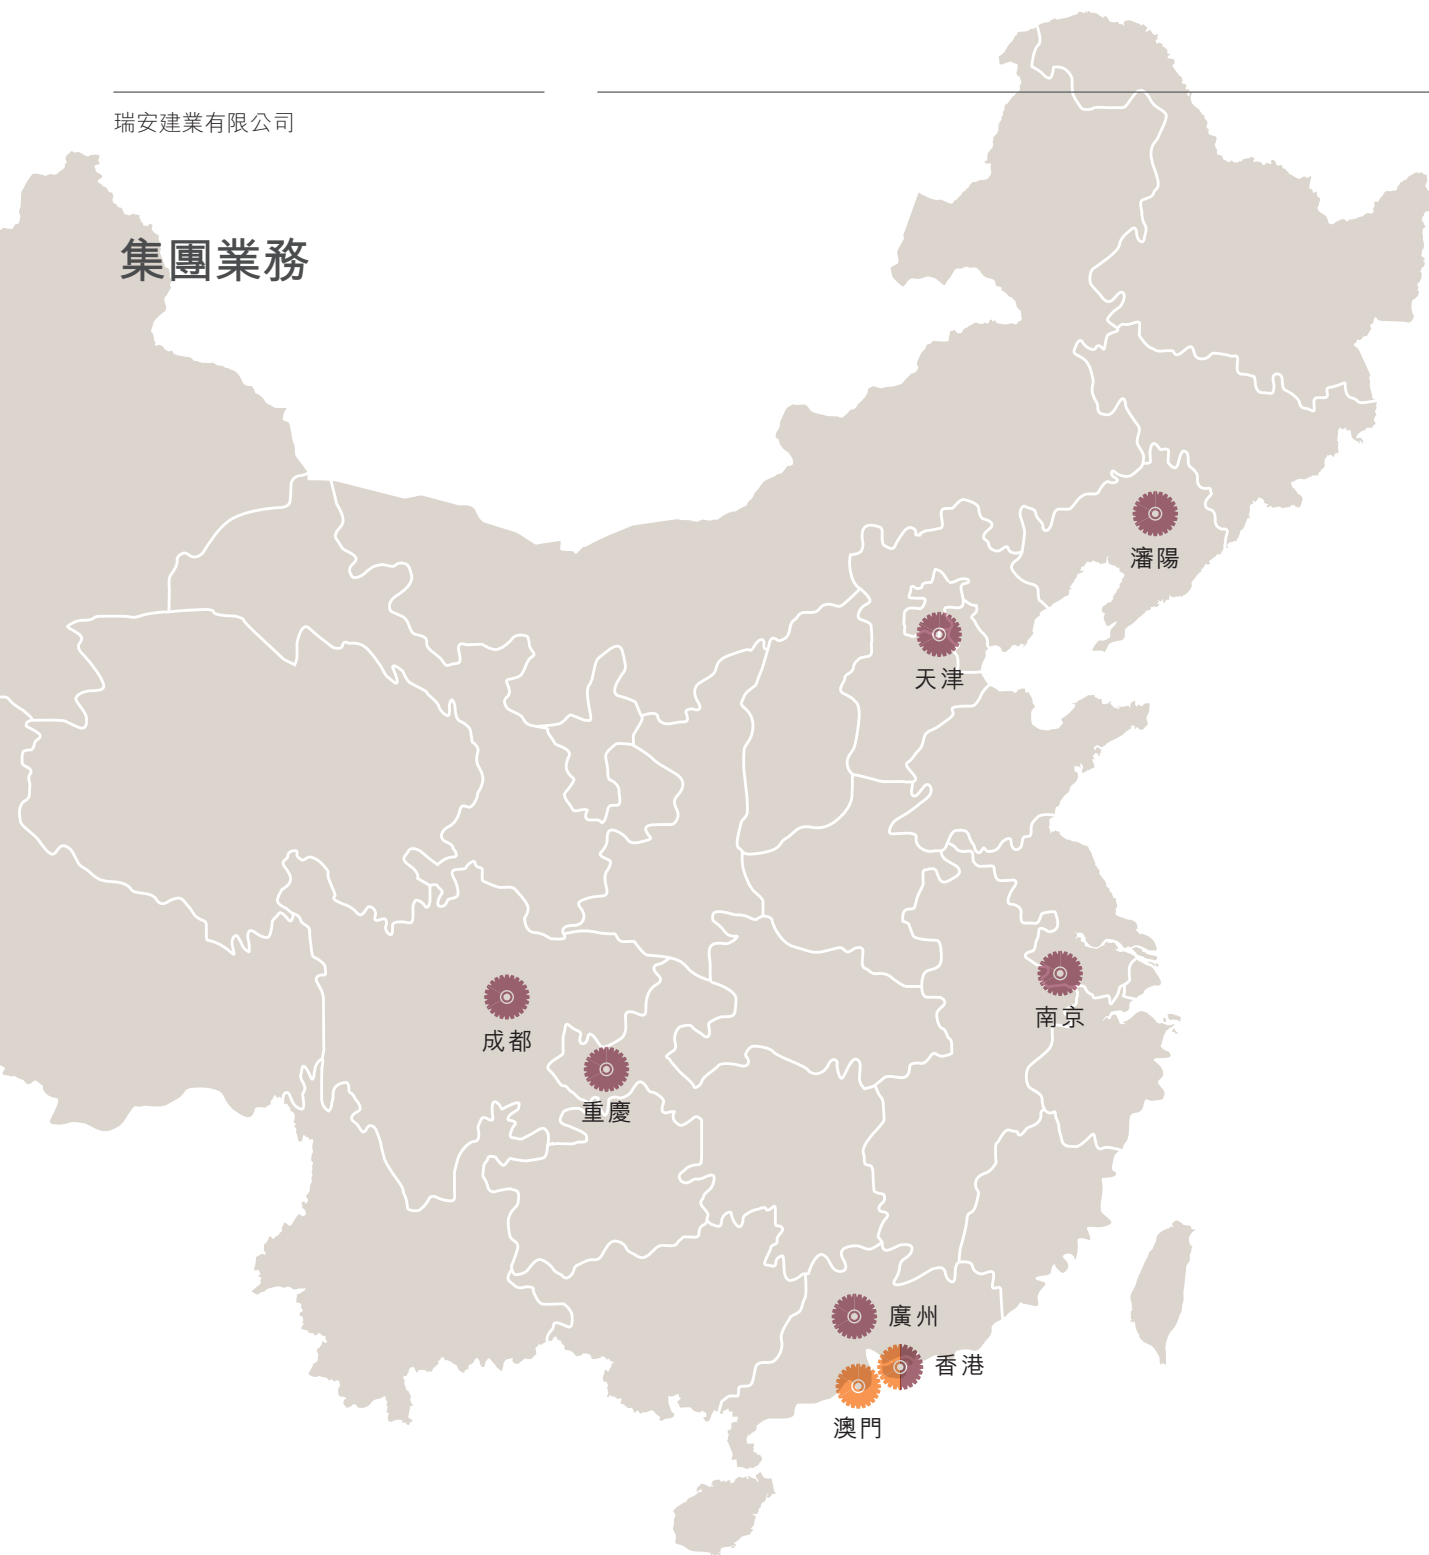 瑞安建業有限公司
集團業務
瀋陽
天津
南京
成都
重慶
廣州
香港
澳門